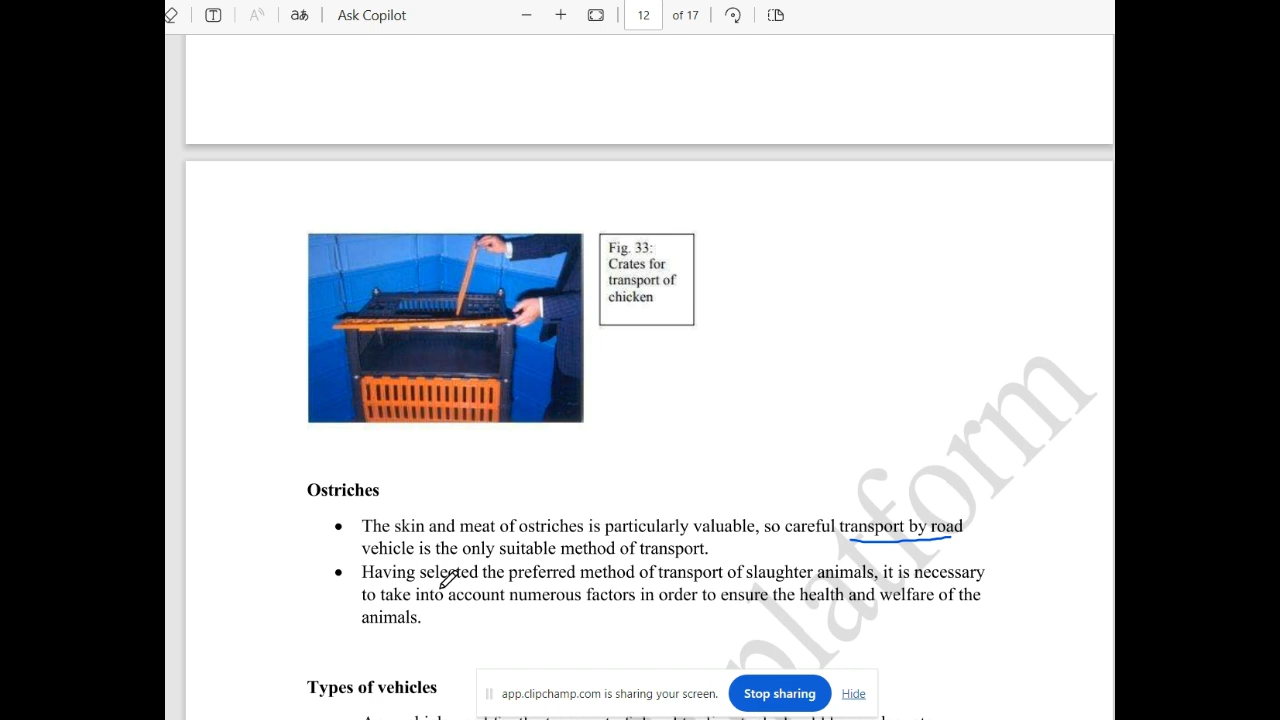 Ask Copilot
12 of 17
Fig. 33:
Crates for
transport of
chicken
Ostriches
• The skin and meat of ostriches is particularly valuable, so careful transport by road
vehicle is the only suitable method of transport.
• Having selected the preferred method of transport of slaughter animals, it is necessary
to take into account numerous factors in order to ensure the health and welfare of the
animals.
platform
Types of vehicles
app.clipchamp.com is sharing your screen.
Stop sharing
Hide